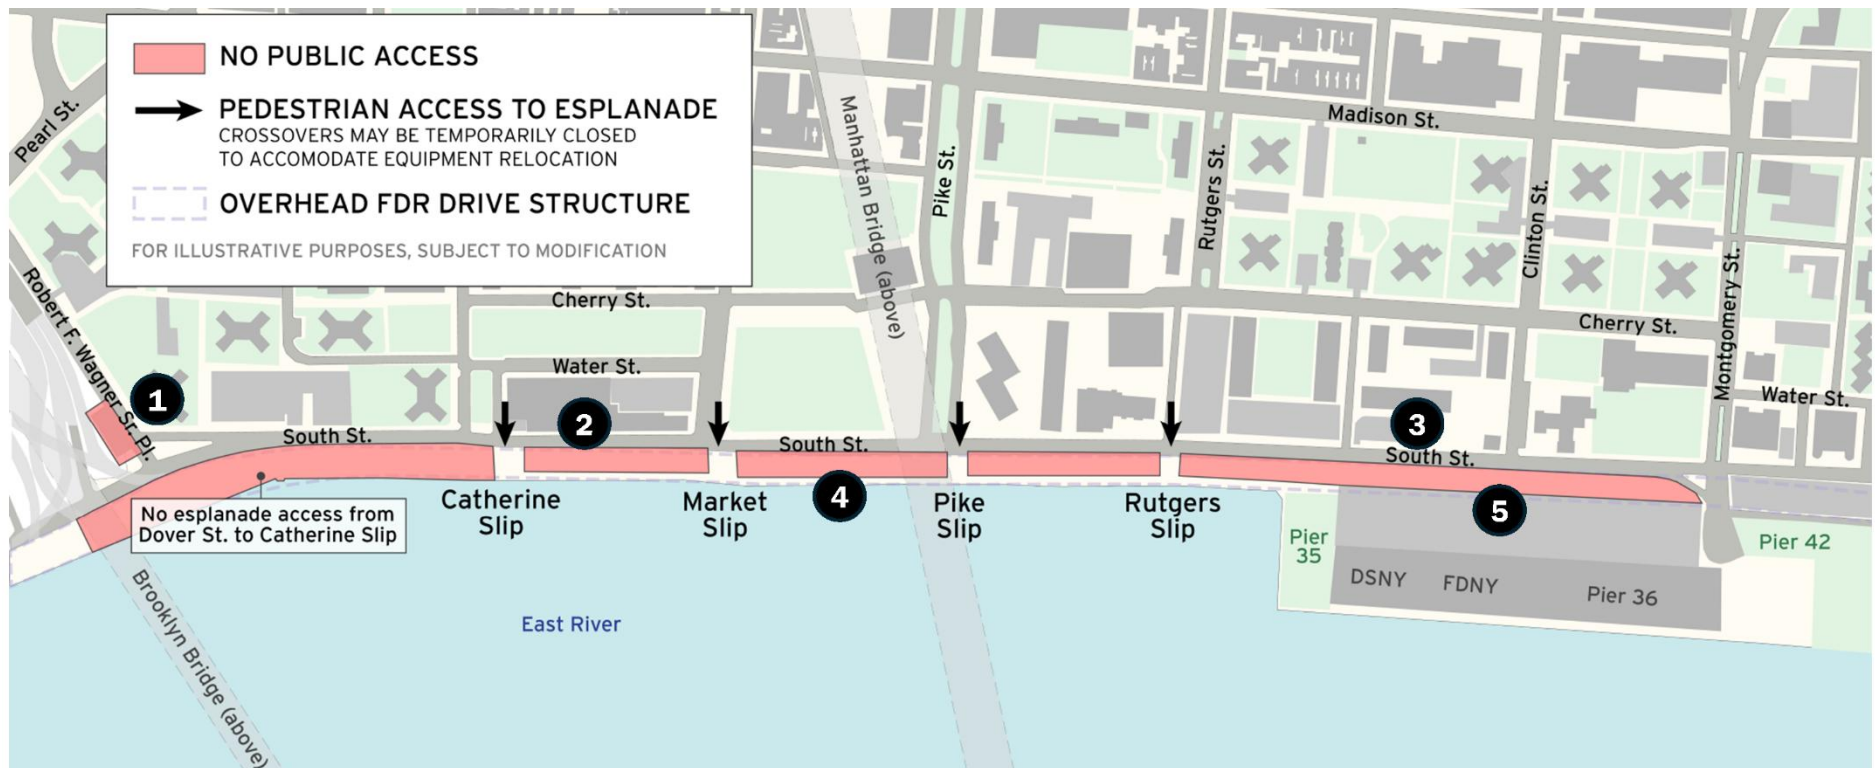 NO PUBLIC ACCESS
PEDESTRIAN ACCESS TO ESPLANADE
CROSSOVERS MAY BE TEMPORARILY CLOSED
TO ACCOMODATE EQUIPMENT RELOCATION
OVERHEAD FDR DRIVE STRUCTURE
FOR ILLUSTRATIVE PURPOSES, SUBJECT TO MODIFICATION
Pearl St.
Manhattan Bridge (above)
Pike St.
Rutgers St.
Madison St.
Clinton St.
Montgomery St.
Robert F. Wagner Sr. Pl.
Cherry St.
Cherry St.
Water St.
Water St.
1
2
3
South St.
South St.
South St.
4
5
Catherine
Slip
Market
Slip
Pike
Slip
Rutgers
Slip
No esplanade access from
Dover St. to Catherine Slip
Pier
35
Pier 42
DSNY
FDNY
Pier 36
Brooklyn Bridge (above)
East River